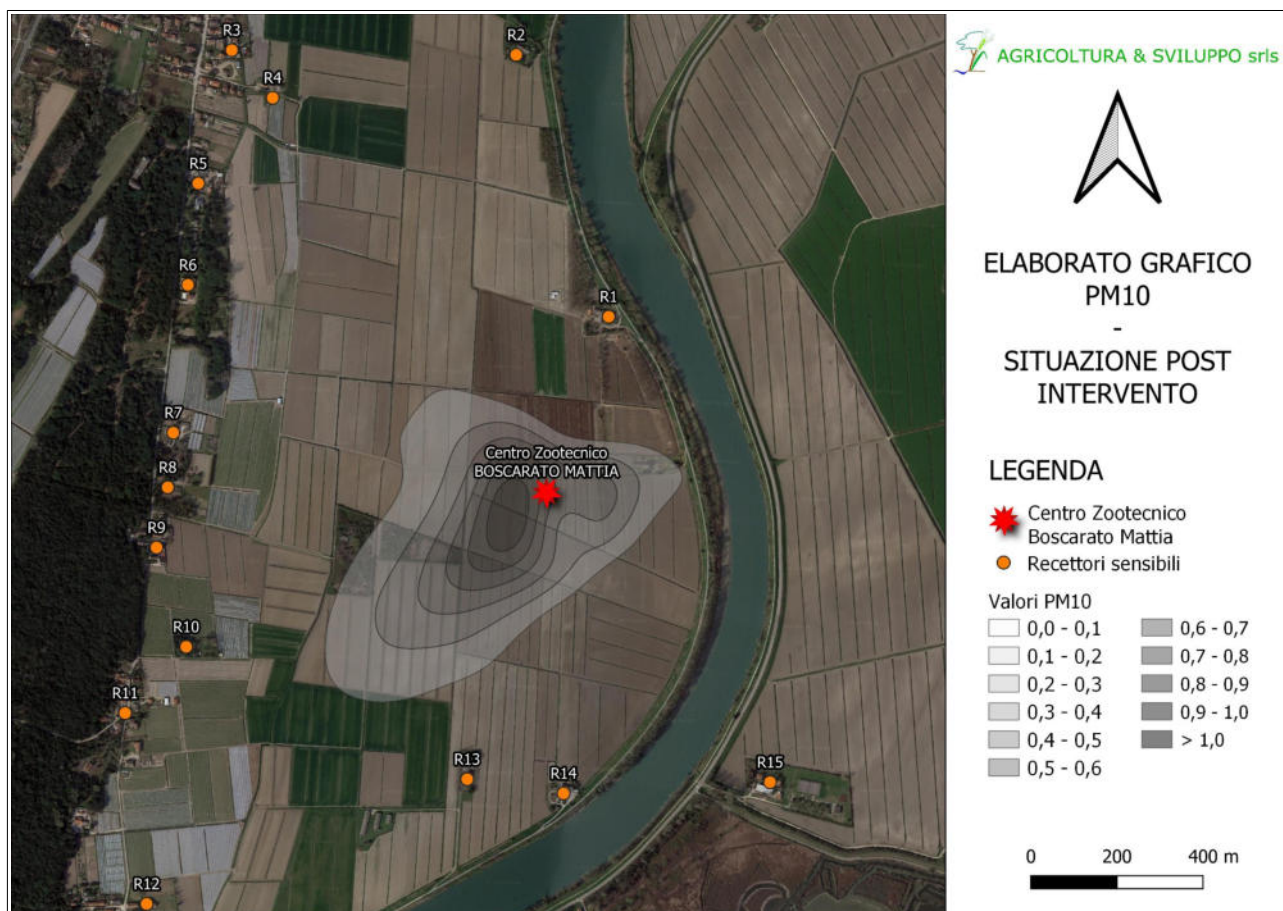 R3
R2
R4
R5
R6
R1
R7
R8
R9
R10
R11
R13
R14
R15
R12
Centro Zootecnico
BOSCARATO MATTIA
AGRICOLTURA & SVILUPPO srls
ELABORATO GRAFICO
PM10
-
SITUAZIONE POST
INTERVENTO
LEGENDA
Centro Zootecnico
Boscarato Mattia
Recettori sensibili
Valori PM10
0,0 - 0,1
0,1 - 0,2
0,2 - 0,3
0,3 - 0,4
0,4 - 0,5
0,5 - 0,6
0,6 - 0,7
0,7 - 0,8
0,8 - 0,9
0,9 - 1,0
> 1,0
0 200 400 m